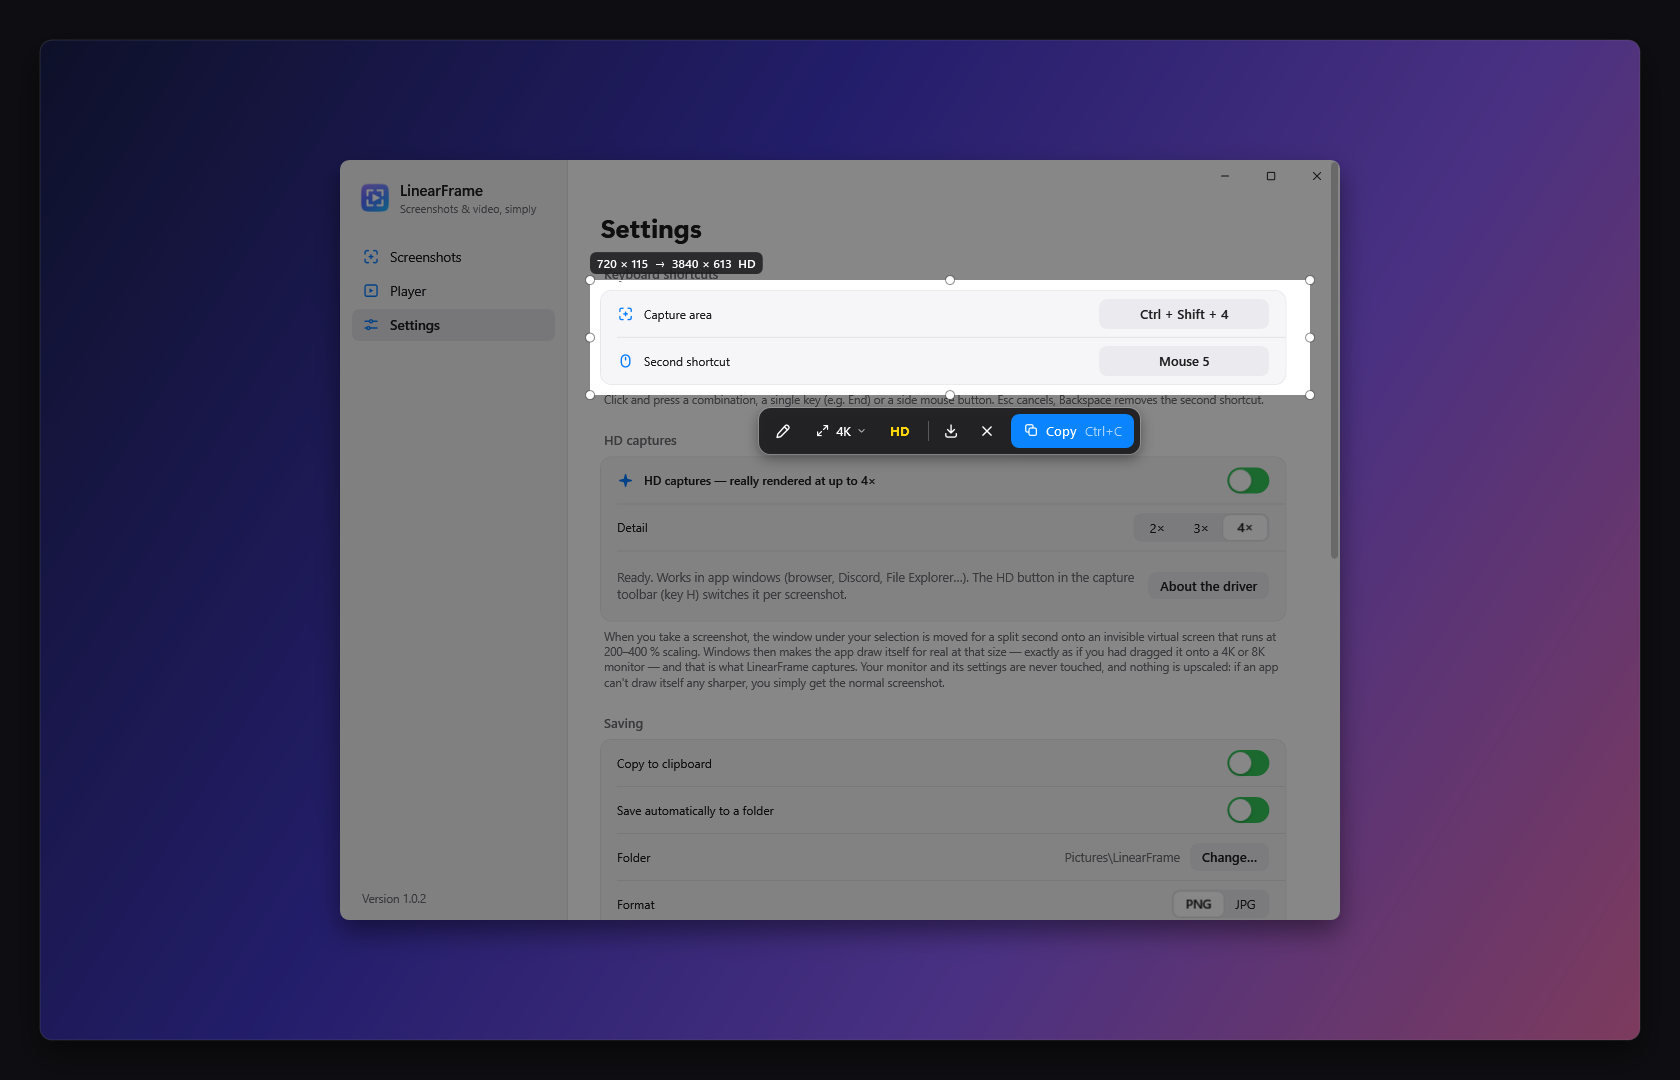 LinearFrame
Screenshots & video, simply
Screenshots
Player
Settings
Version 1.0.2
Settings
720 × 115 → 3840 × 613 HD
Keyboard shortcuts
Capture area
Ctrl + Shift + 4
Second shortcut
Mouse 5
Click and press a combination, a single key (e.g. End) or a side mouse button. Esc cancels, Backspace removes the second shortcut.
4K
HD
Copy Ctrl+C
HD captures
HD captures — really rendered at up to 4×
Detail
2× 3× 4×
Ready. Works in app windows (browser, Discord, File Explorer...). The HD button in the capture
toolbar (key H) switches it per screenshot.
About the driver
When you take a screenshot, the window under your selection is moved for a split second onto an invisible virtual screen that runs at
200–400 % scaling. Windows then makes the app draw itself for real at that size — exactly as if you had dragged it onto a 4K or 8K
monitor — and that is what LinearFrame captures. Your monitor and its settings are never touched, and nothing is upscaled: if an app
can't draw itself any sharper, you simply get the normal screenshot.
Saving
Copy to clipboard
Save automatically to a folder
Folder
Pictures\LinearFrame
Change...
Format
PNG JPG